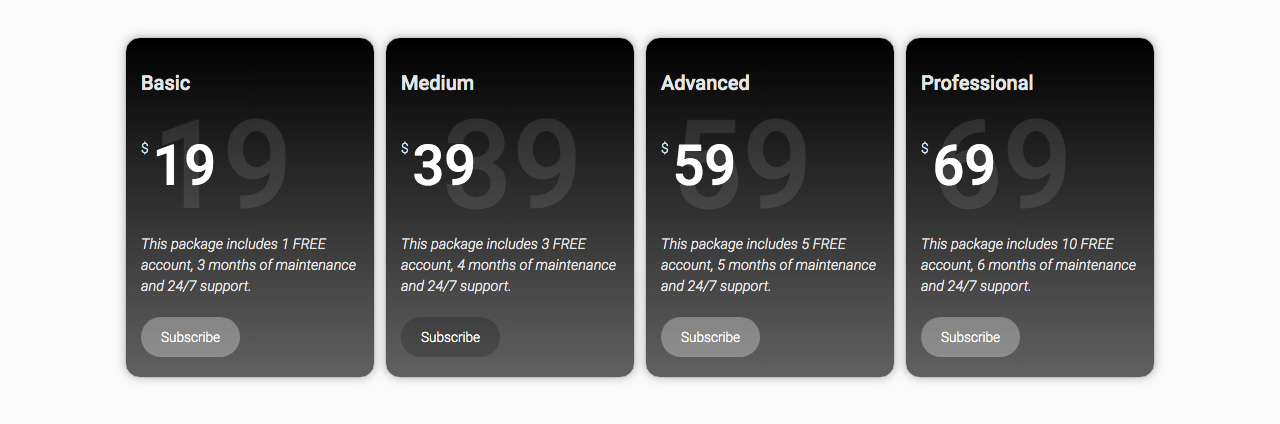 Basic
19
$ 19
This package includes 1 FREE
account, 3 months of maintenance
and 24/7 support.
Subscribe
Medium
39
$ 39
This package includes 3 FREE
account, 4 months of maintenance
and 24/7 support.
Subscribe
Advanced
59
$ 59
This package includes 5 FREE
account, 5 months of maintenance
and 24/7 support.
Subscribe
Professional
69
$ 69
This package includes 10 FREE
account, 6 months of maintenance
and 24/7 support.
Subscribe